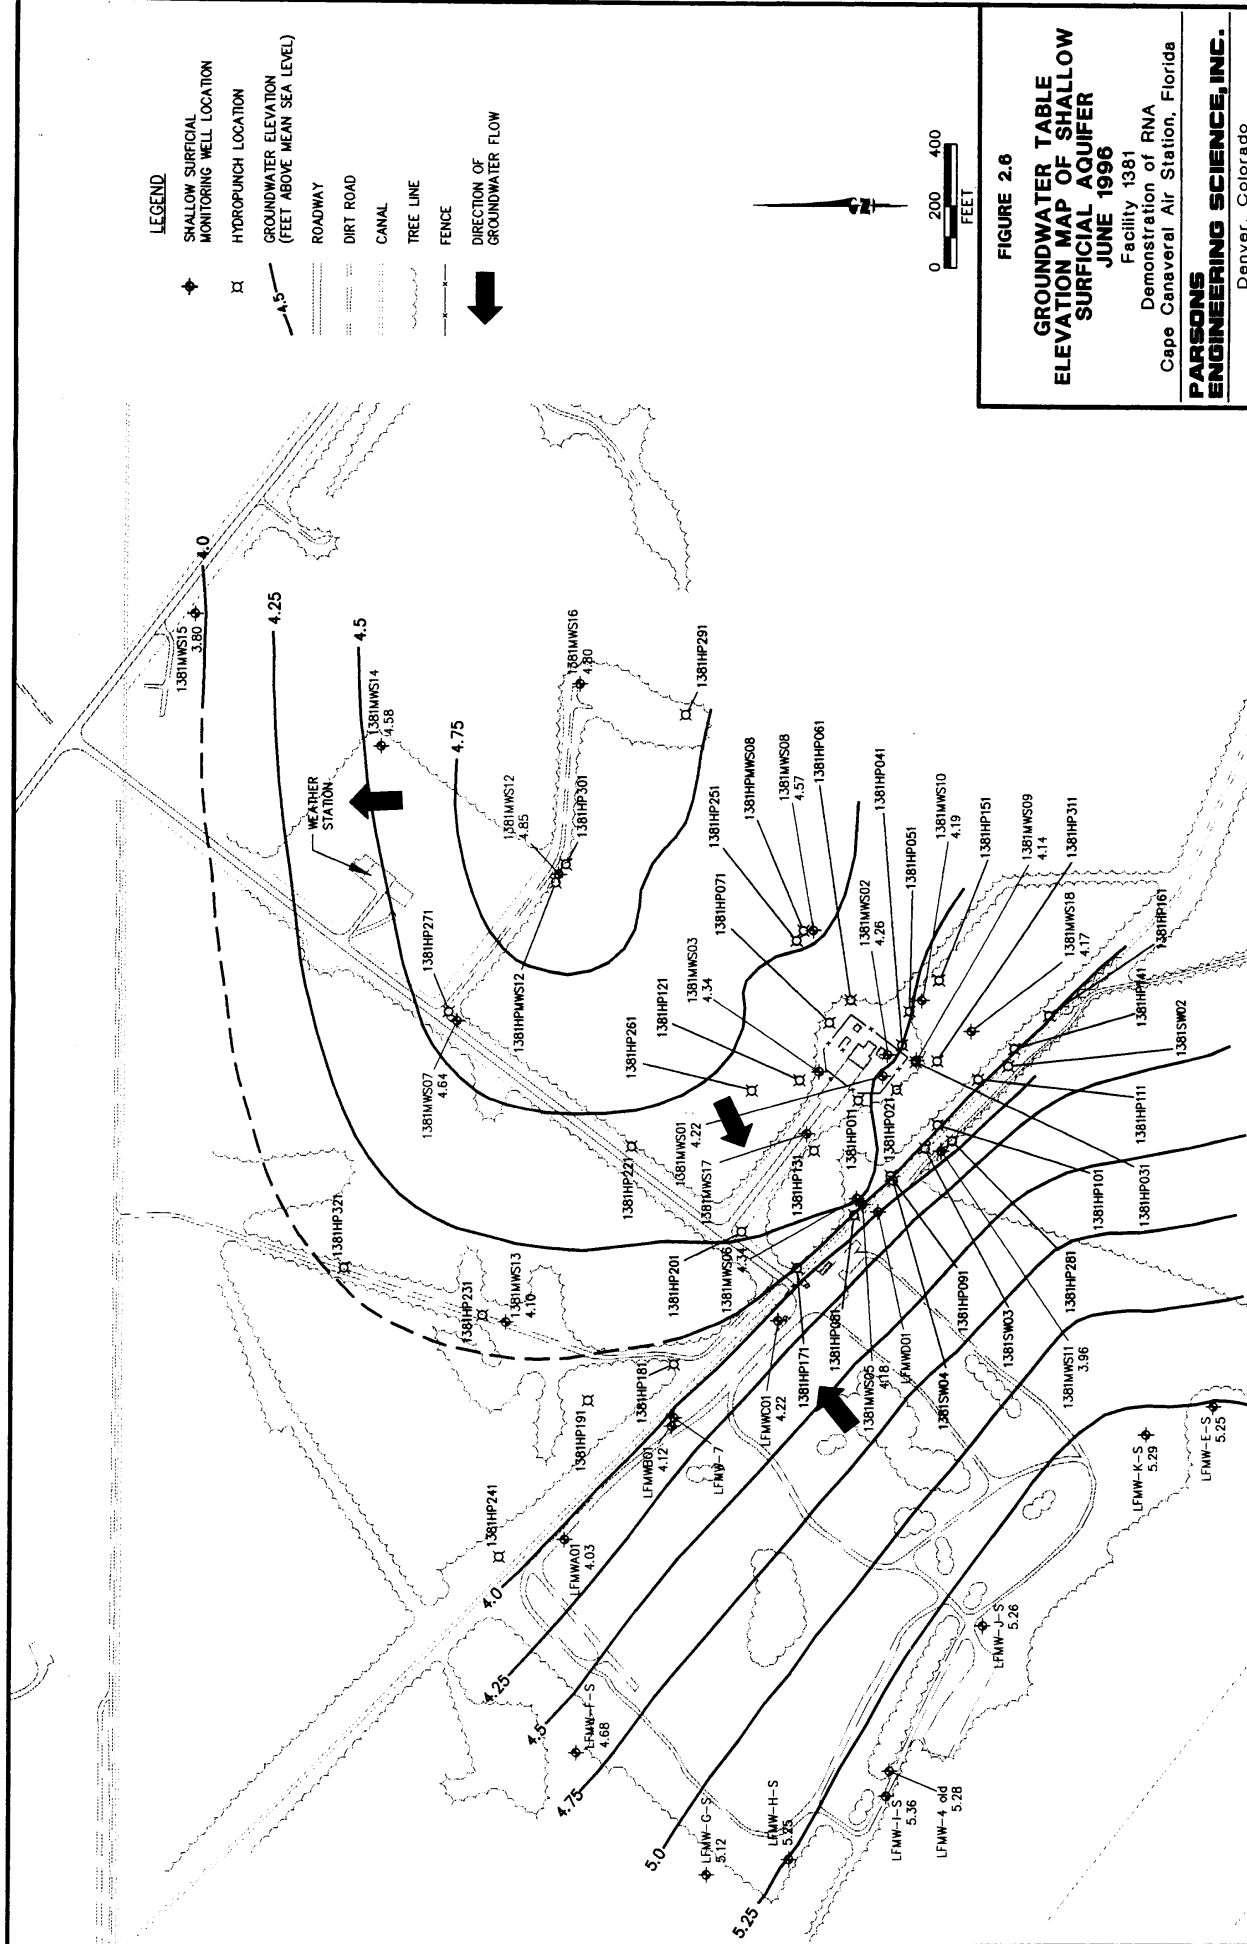 LEGEND
SHALLOW SURFICIAL
MONITORING WELL LOCATION
HYDROPUNCH LOCATION
4.5
GROUNDWATER ELEVATION
(FEET ABOVE MEAN SEA LEVEL)
ROADWAY
DIRT ROAD
CANAL
TREE LINE
FENCE
DIRECTION OF
GROUNDWATER FLOW
0 200 400
FEET
FIGURE 2.6
GROUNDWATER TABLE
ELEVATION MAP OF SHALLOW
SURFICIAL AQUIFER
JUNE 1996
Facility 1381
Demonstration of RNA
Cape Canaveral Air Station, Florida
PARSONS
ENGINEERING SCIENCE, INC.
Denver, Colorado
4.0
1381MWS15
3.80
4.25
4.5
1381MWS14
4.58
4.75
1381MWS16
4.80
WEATHER
STATION
1381MWS12
4.85
1381HP301
1381HP291
1381HP271
1381HPMWS12
1381MWS07
4.64
1381HP251
1381HPMWS08
1381MWS08
4.57
1381HP061
1381HP071
1381HP041
1381MWS03
4.34
1381MWS02
4.26
1381HP051
1381MWS10
4.19
1381HP151
1381MWS09
4.14
1381HP311
1381HP121
1381HP261
1381MWS18
4.17
1381HP161
1381HP141
1381SW02
1381HP221
1381MWS01
4.22
1381MWS17
1381HP131
1381HP011
1381HP021
1381HP111
1381HP031
1381HP101
1381HP321
1381HP231
1381MWS13
4.10
1381HP201
1381MWS06
4.34
1381HP181
1381HP191
1381HP171
1381HP081
1381MWS05
4.18
LFMWD01
1381SW04
1381HP091
1381SW03
1381HP281
1381MWS11
3.96
LFMWC01
4.22
LFMWB01
4.12
LFMW-7
1381HP241
LFMWA01
4.03
4.0
4.25
4.5
4.75
5.0
5.25
LFMW-F-S
4.68
LFMW-G-S
5.12
LFMW-H-S
5.25
LFMW-I-S
5.36
LFMW-4 old
5.28
LFMW-J-S
5.26
LFMW-K-S
5.29
LFMW-E-S
5.25